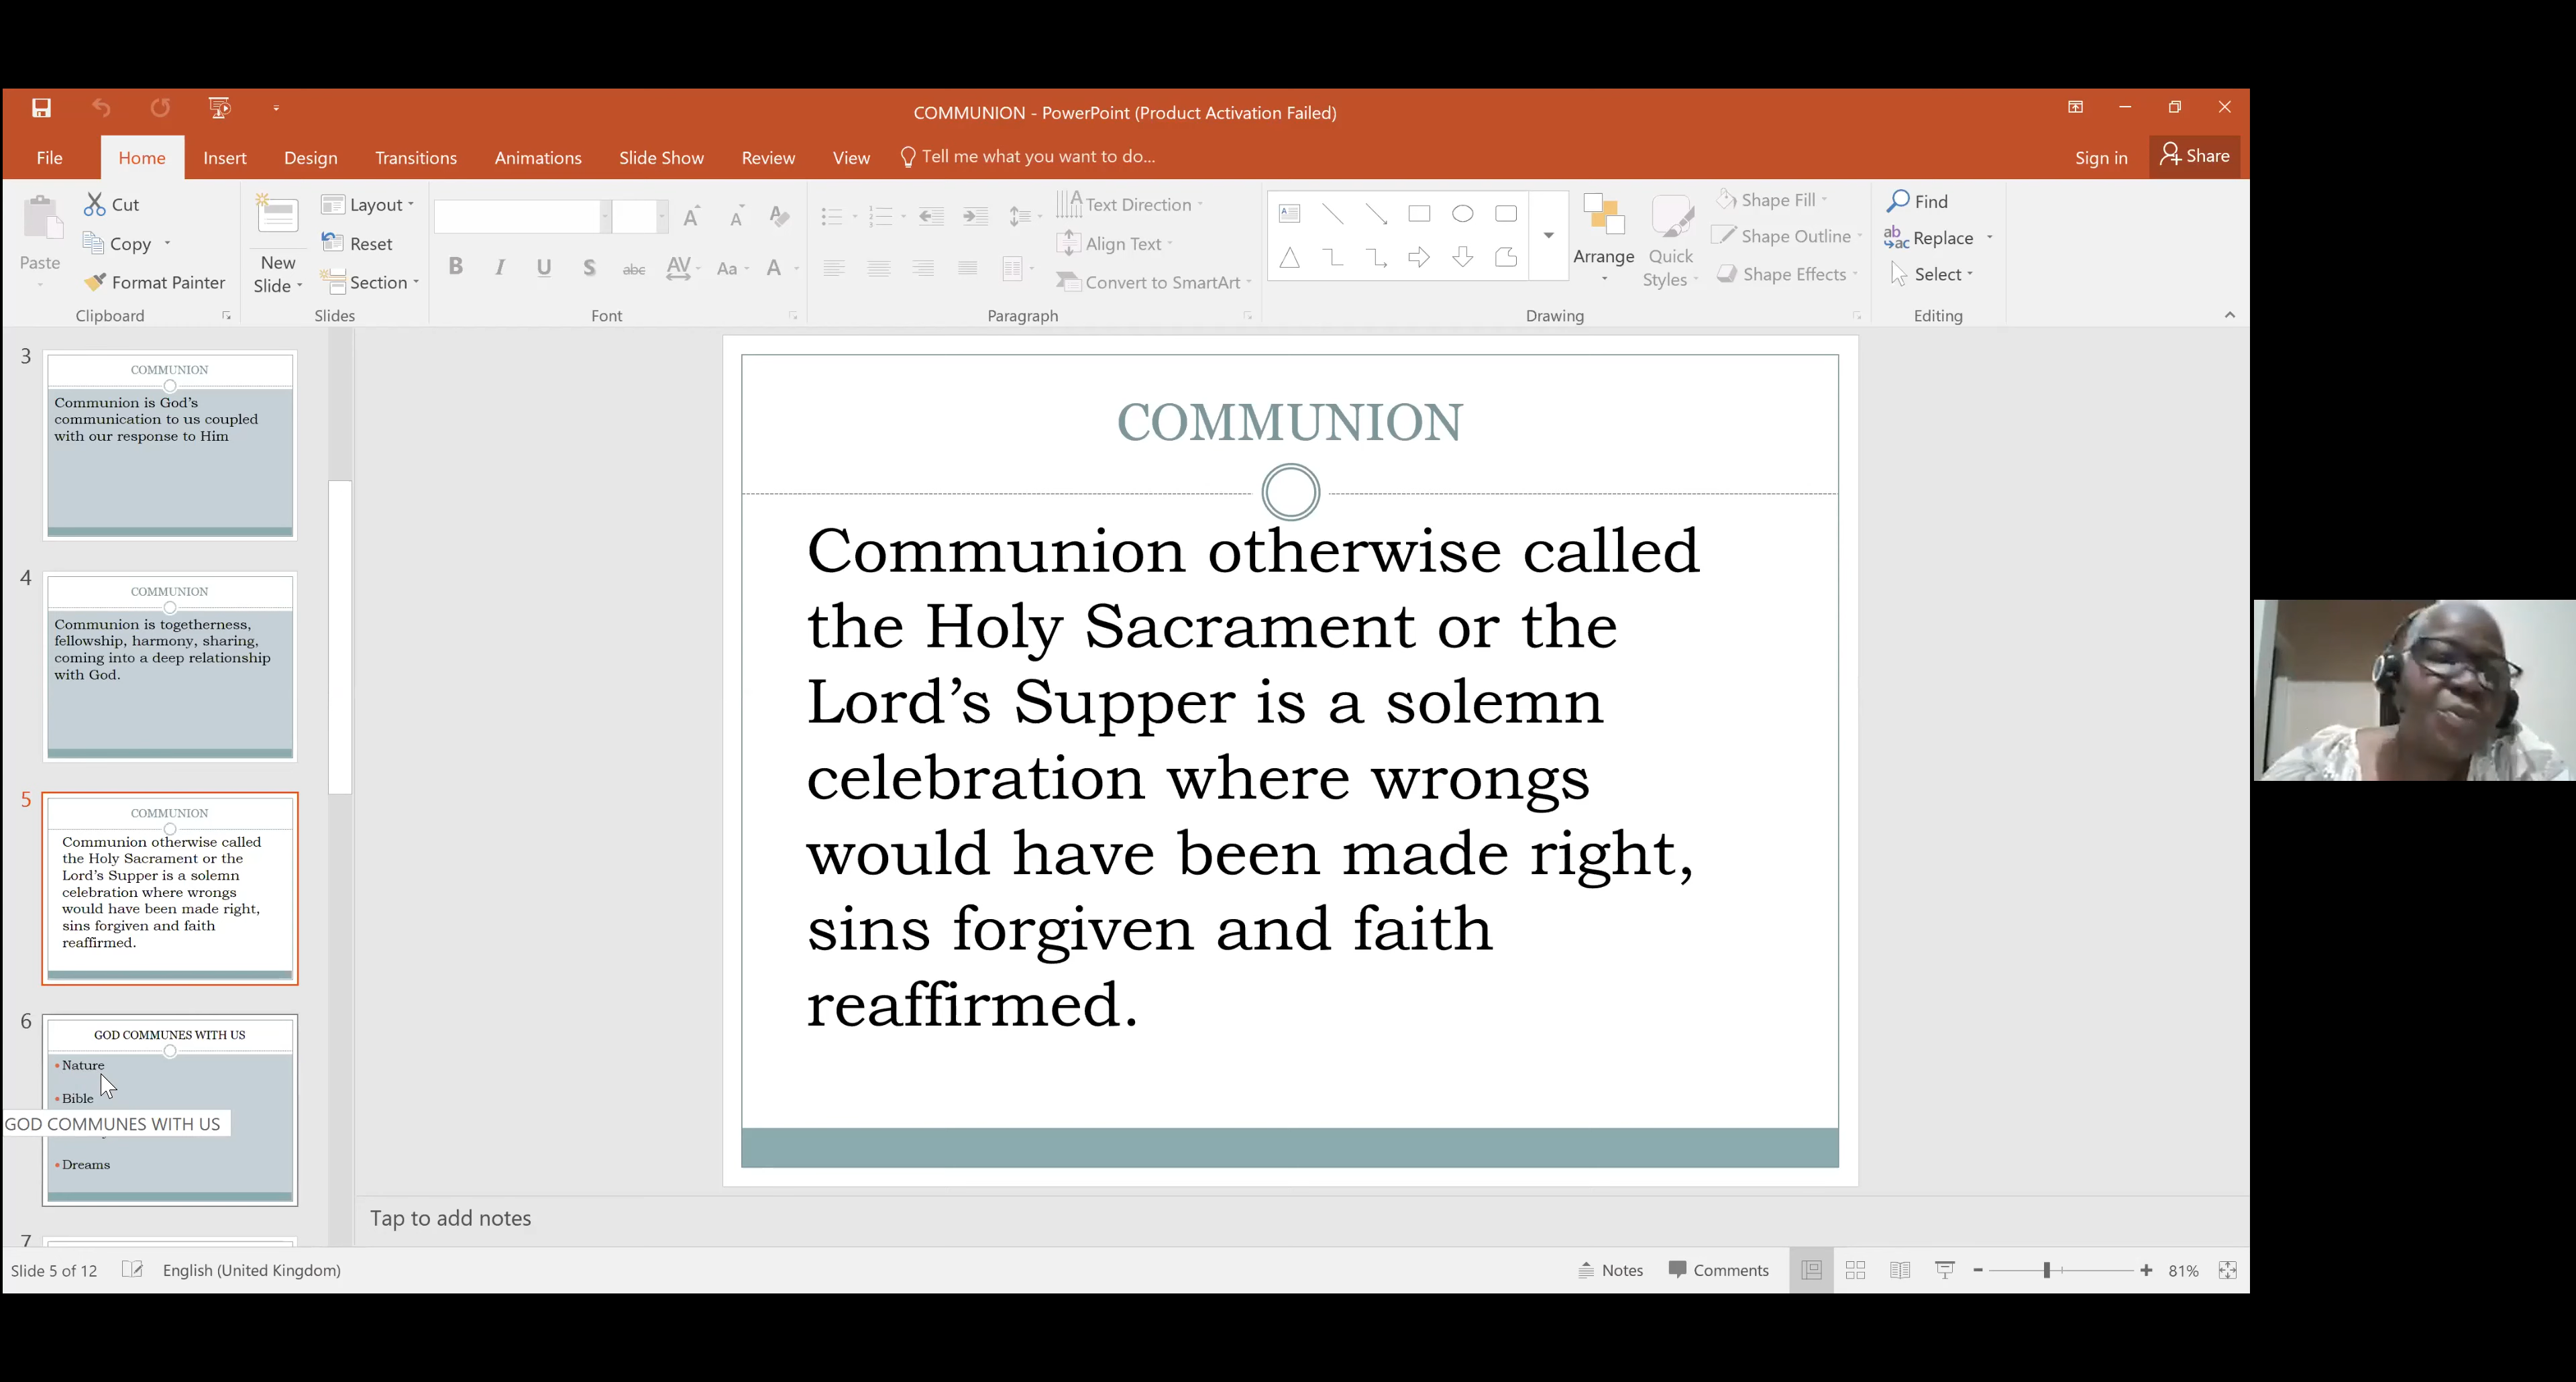 COMMUNION - PowerPoint (Product Activation Failed)
File Home Insert Design Transitions Animations Slide Show Review View Tell me what you want to do... Sign in Share
Paste
Cut
Copy
Format Painter
Clipboard
New Slide
Layout
Reset
Section
Slides
B I U S abc AV Aa A
Font
Text Direction
Align Text
Convert to SmartArt
Paragraph
Arrange
Quick Styles
Shape Fill
Shape Outline
Shape Effects
Drawing
Find
Replace
Select
Editing
3
COMMUNION
Communion is God's
communication to us coupled
with our response to Him
4
COMMUNION
Communion is togetherness,
fellowship, harmony, sharing,
coming into a deep relationship
with God.
5
COMMUNION
Communion otherwise called
the Holy Sacrament or the
Lord's Supper is a solemn
celebration where wrongs
would have been made right,
sins forgiven and faith
reaffirmed.
6
GOD COMMUNES WITH US
Nature
Bible
GOD COMMUNES WITH US
Dreams
7
COMMUNION
Communion otherwise called
the Holy Sacrament or the
Lord's Supper is a solemn
celebration where wrongs
would have been made right,
sins forgiven and faith
reaffirmed.
Tap to add notes
Slide 5 of 12 English (United Kingdom) Notes Comments 81%